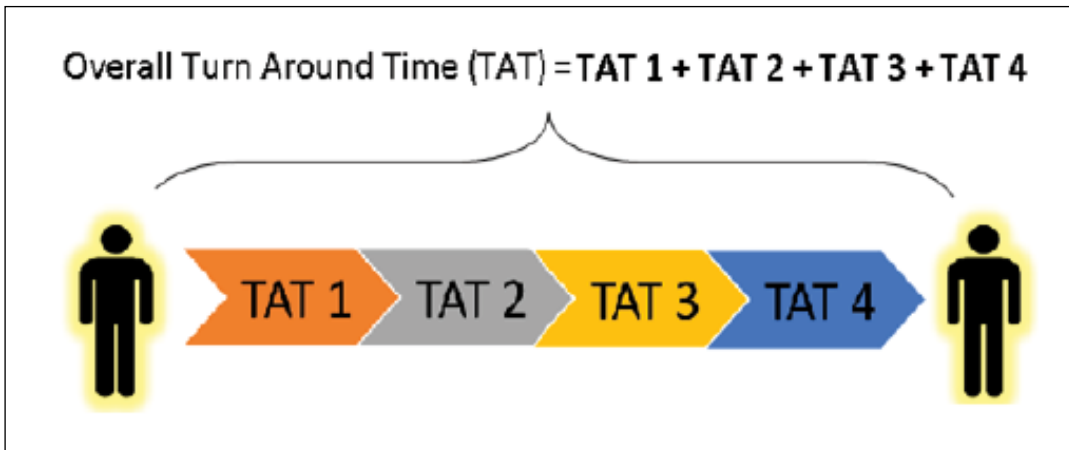 Overall Turn Around Time (TAT) = TAT 1 + TAT 2 + TAT 3 + TAT 4
TAT 1 TAT 2 TAT 3 TAT 4